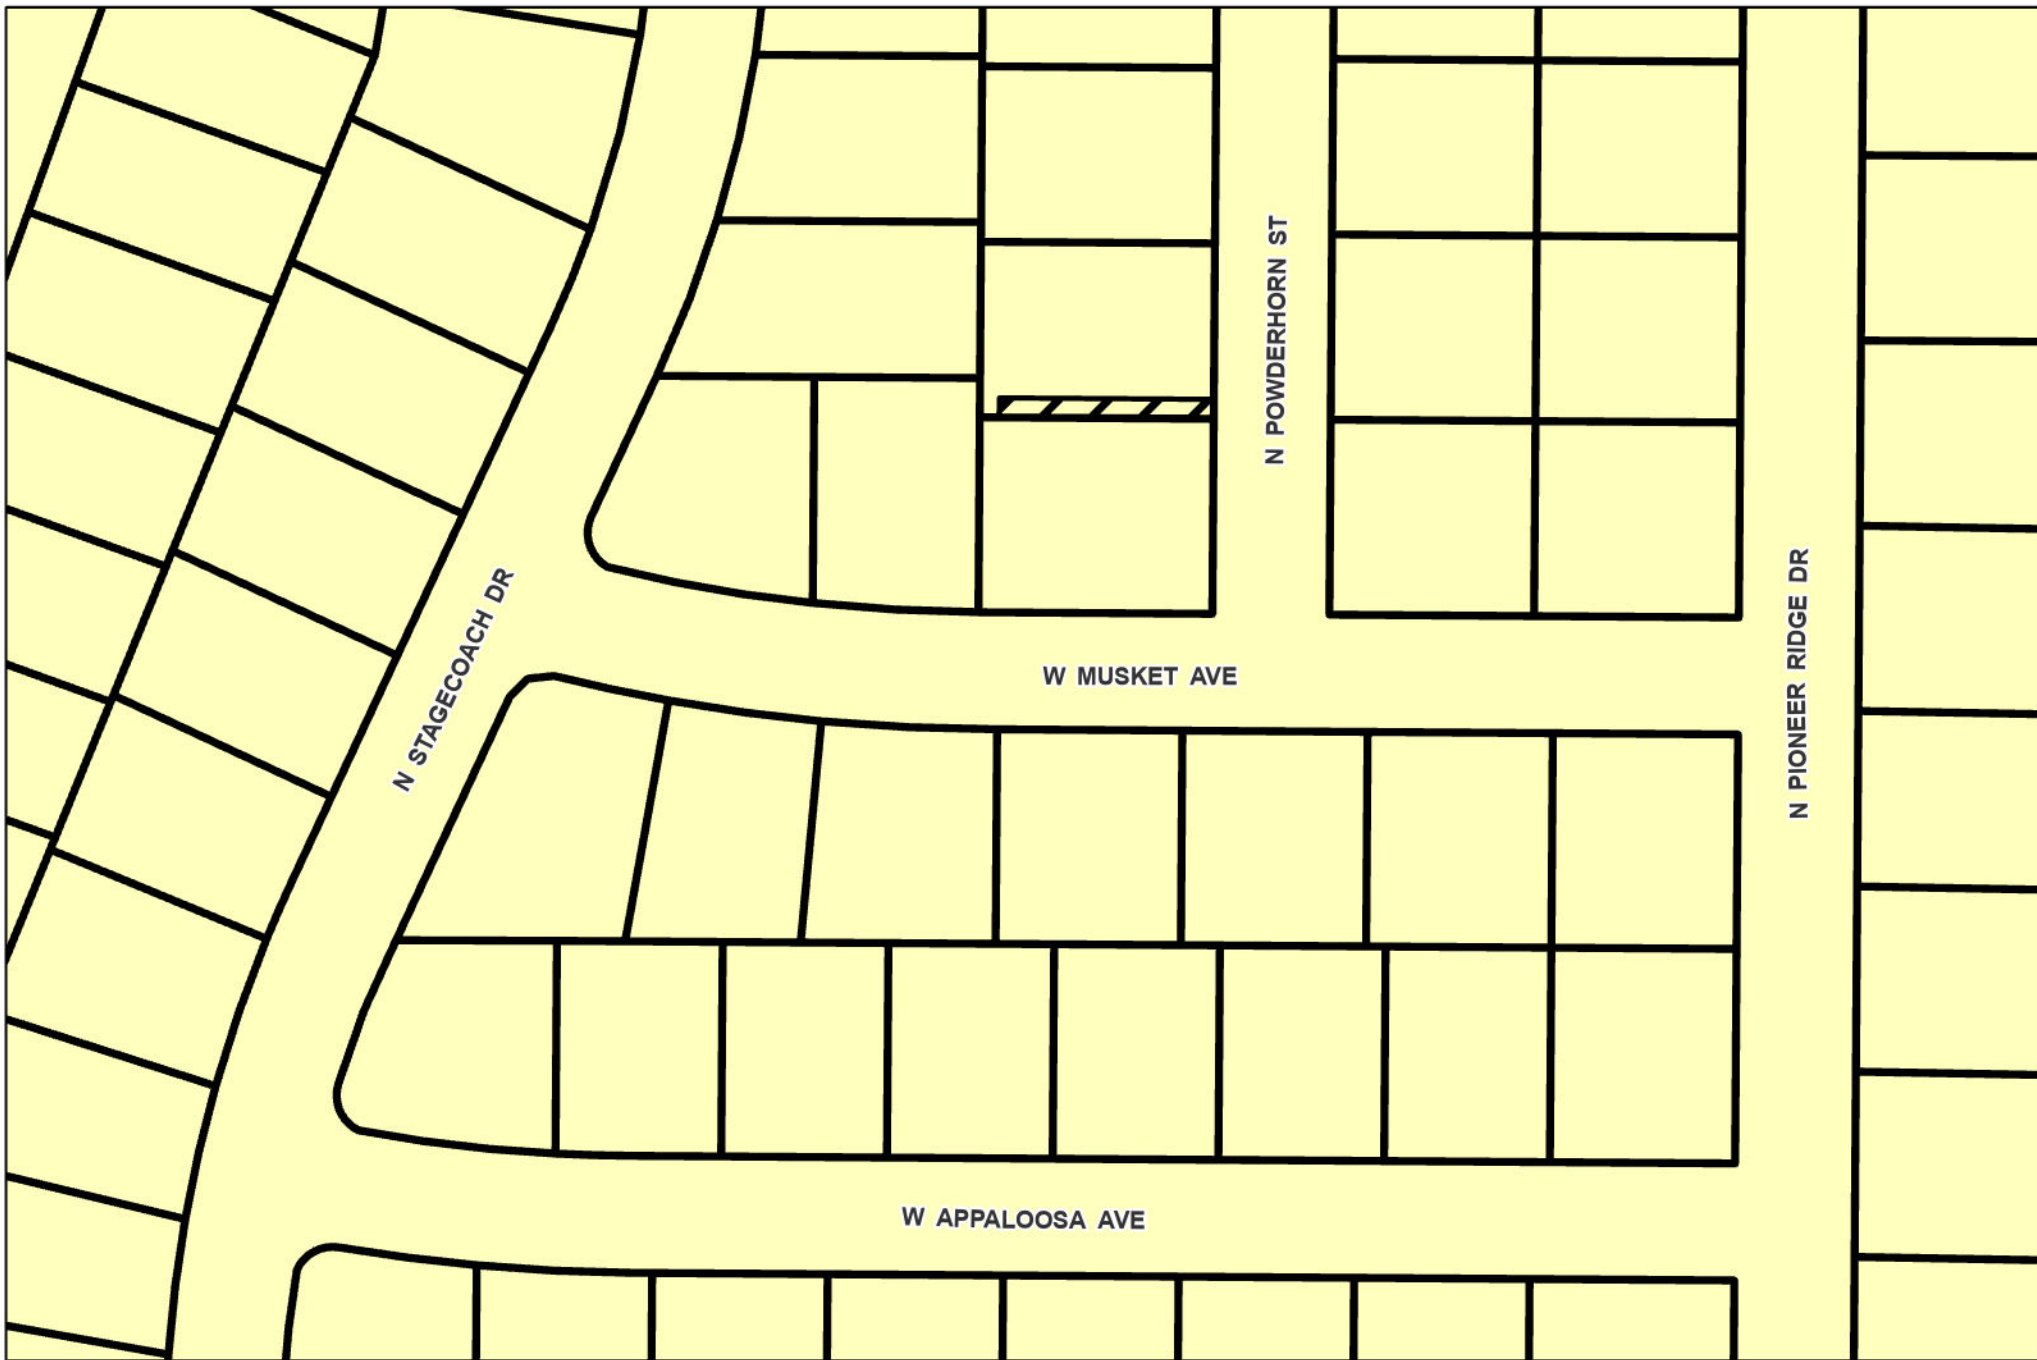 N POWDERHORN ST
N STAGECOACH DR
W MUSKET AVE
N PIONEER RIDGE DR
W APPALOOSA AVE